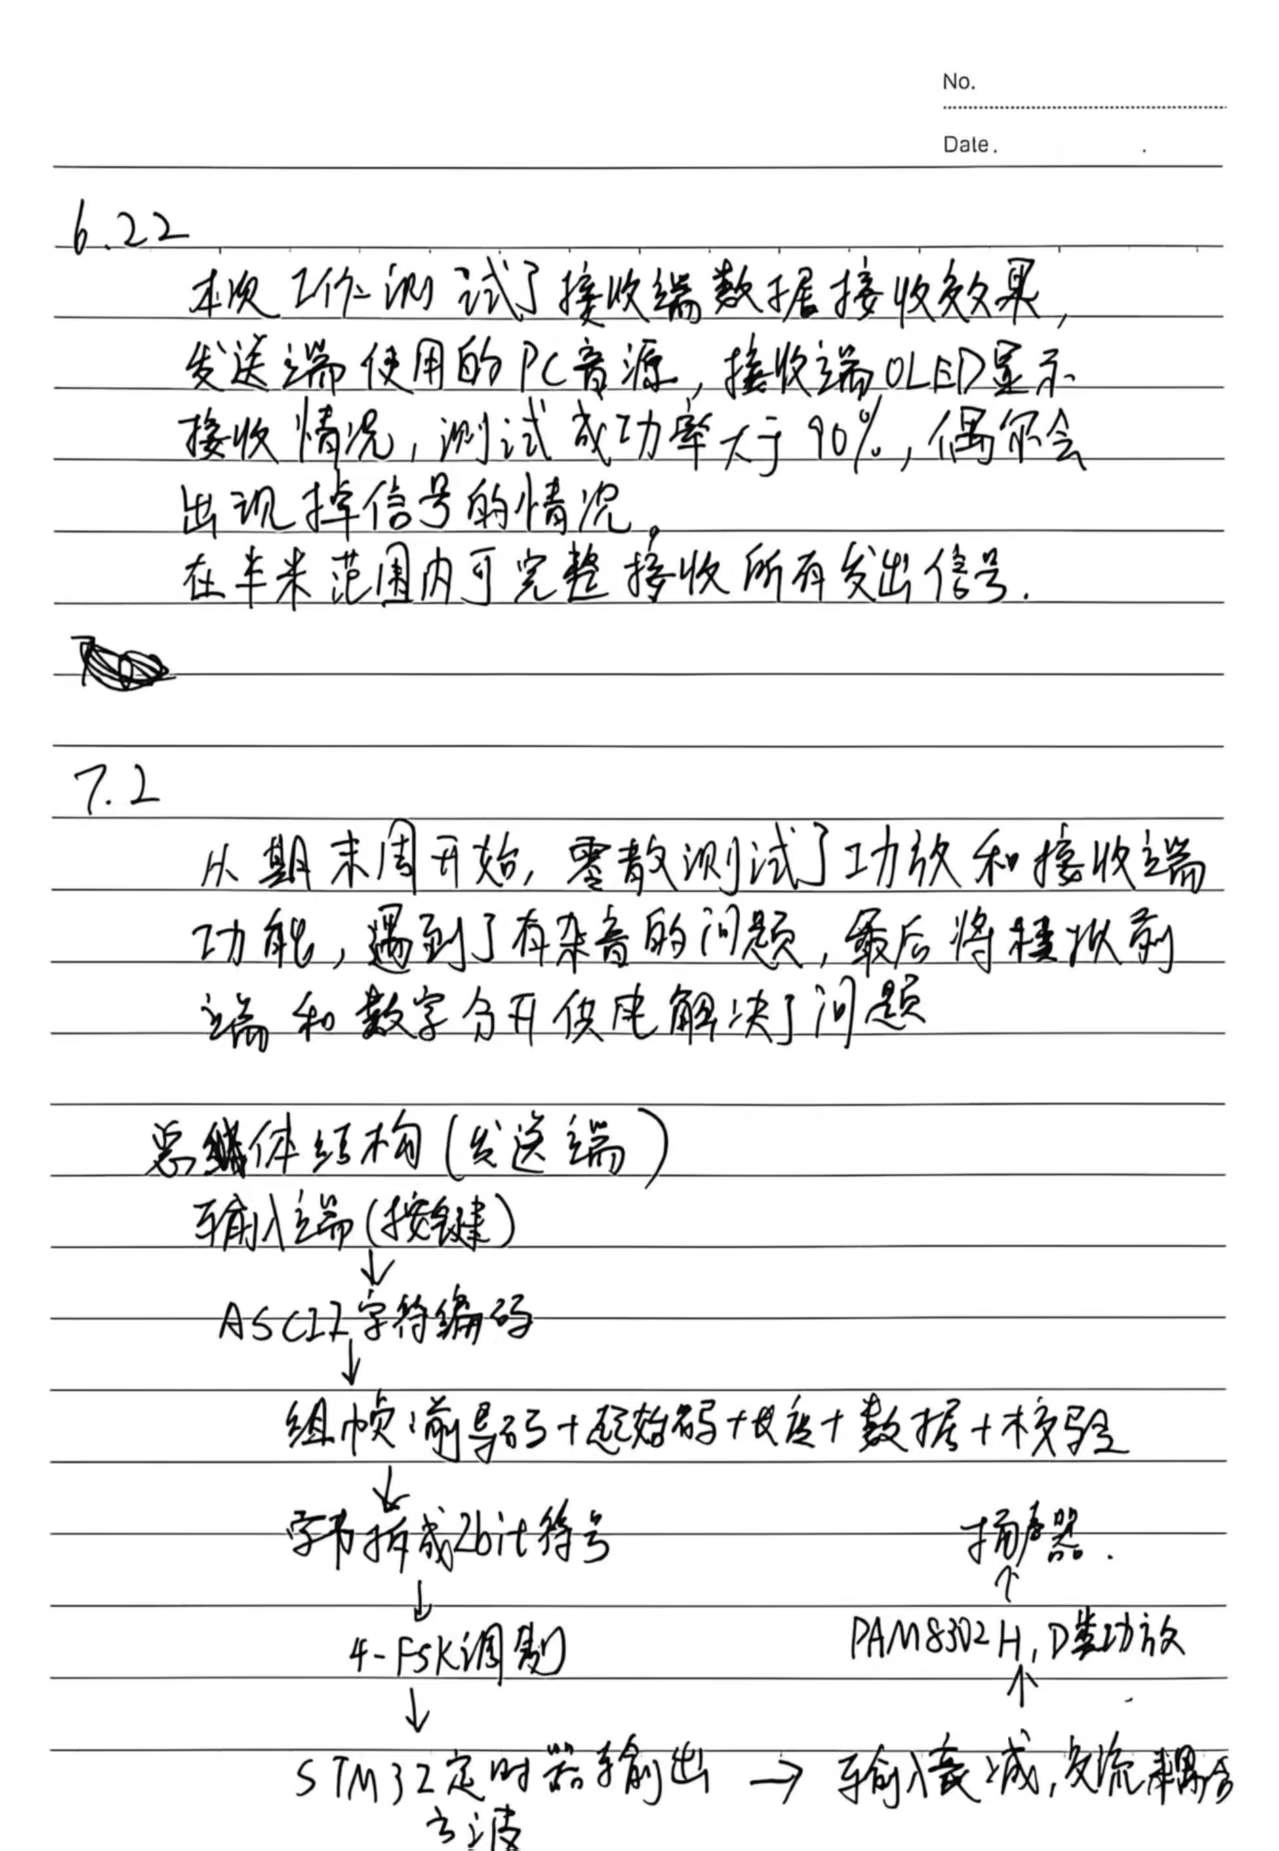 No.
Date.
6.22
本次工作测试了接收端数据接收效果,
发送端使用的PC音源,接收端OLED显示
接收情况,测试成功率大于90%,偶尔会
出现掉信号的情况。
在半米范围内可完整接收所有发出信号.
7.2
从期末周开始,零散测试了功放和接收端
功能,遇到了有杂音的问题,最后将模拟前
端和数字分开供电解决了问题
总体结构(发送端)
输入端(按键)
↓
ASCII字符编码
↓
组帧:前导码+起始码+长度+数据+校验
↓
字节拆成2bit符号
↓
4-FSK调制
↓
STM32定时器输出方波
→ 输入衰减,交流耦合
↑
PAM8302H,D类功放
↑
扬声器.